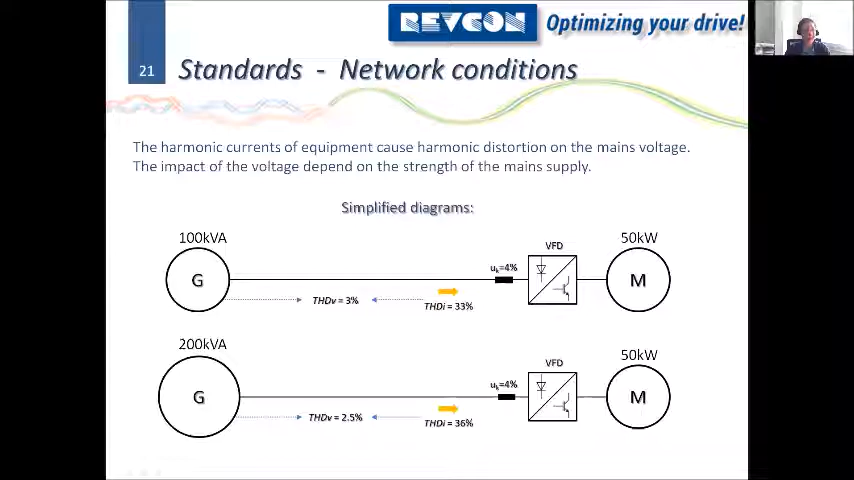 REVCON Optimizing your drive!
21 Standards - Network conditions
The harmonic currents of equipment cause harmonic distortion on the mains voltage.
The impact of the voltage depend on the strength of the mains supply.
Simplified diagrams:
100kVA
VFD
50kW
G
uk=4%
M
THDv = 3%
THDi = 33%
200kVA
VFD
50kW
G
uk=4%
M
THDv = 2.5%
THDi = 36%